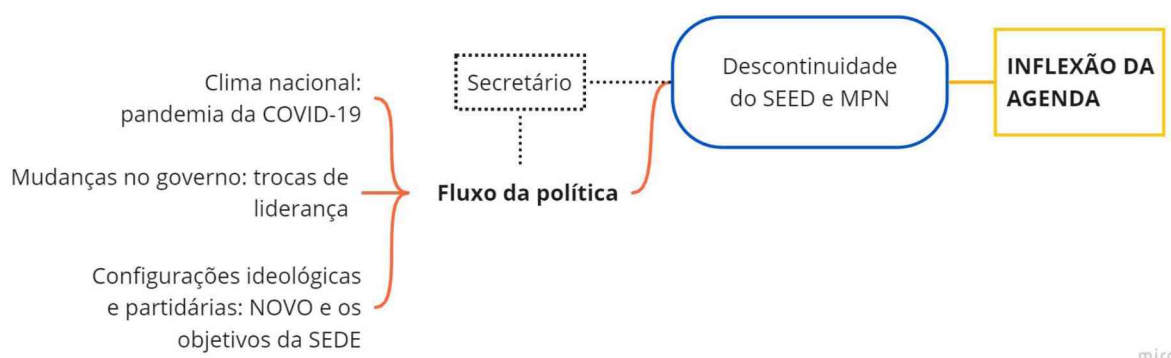 Clima nacional:
pandemia da COVID-19
Mudanças no governo: trocas de
liderança
Configurações ideológicas
e partidárias: NOVO e os
objetivos da SEDE
Secretário
Fluxo da política
Descontinuidade
do SEED e MPN
INFLEXÃO DA
AGENDA